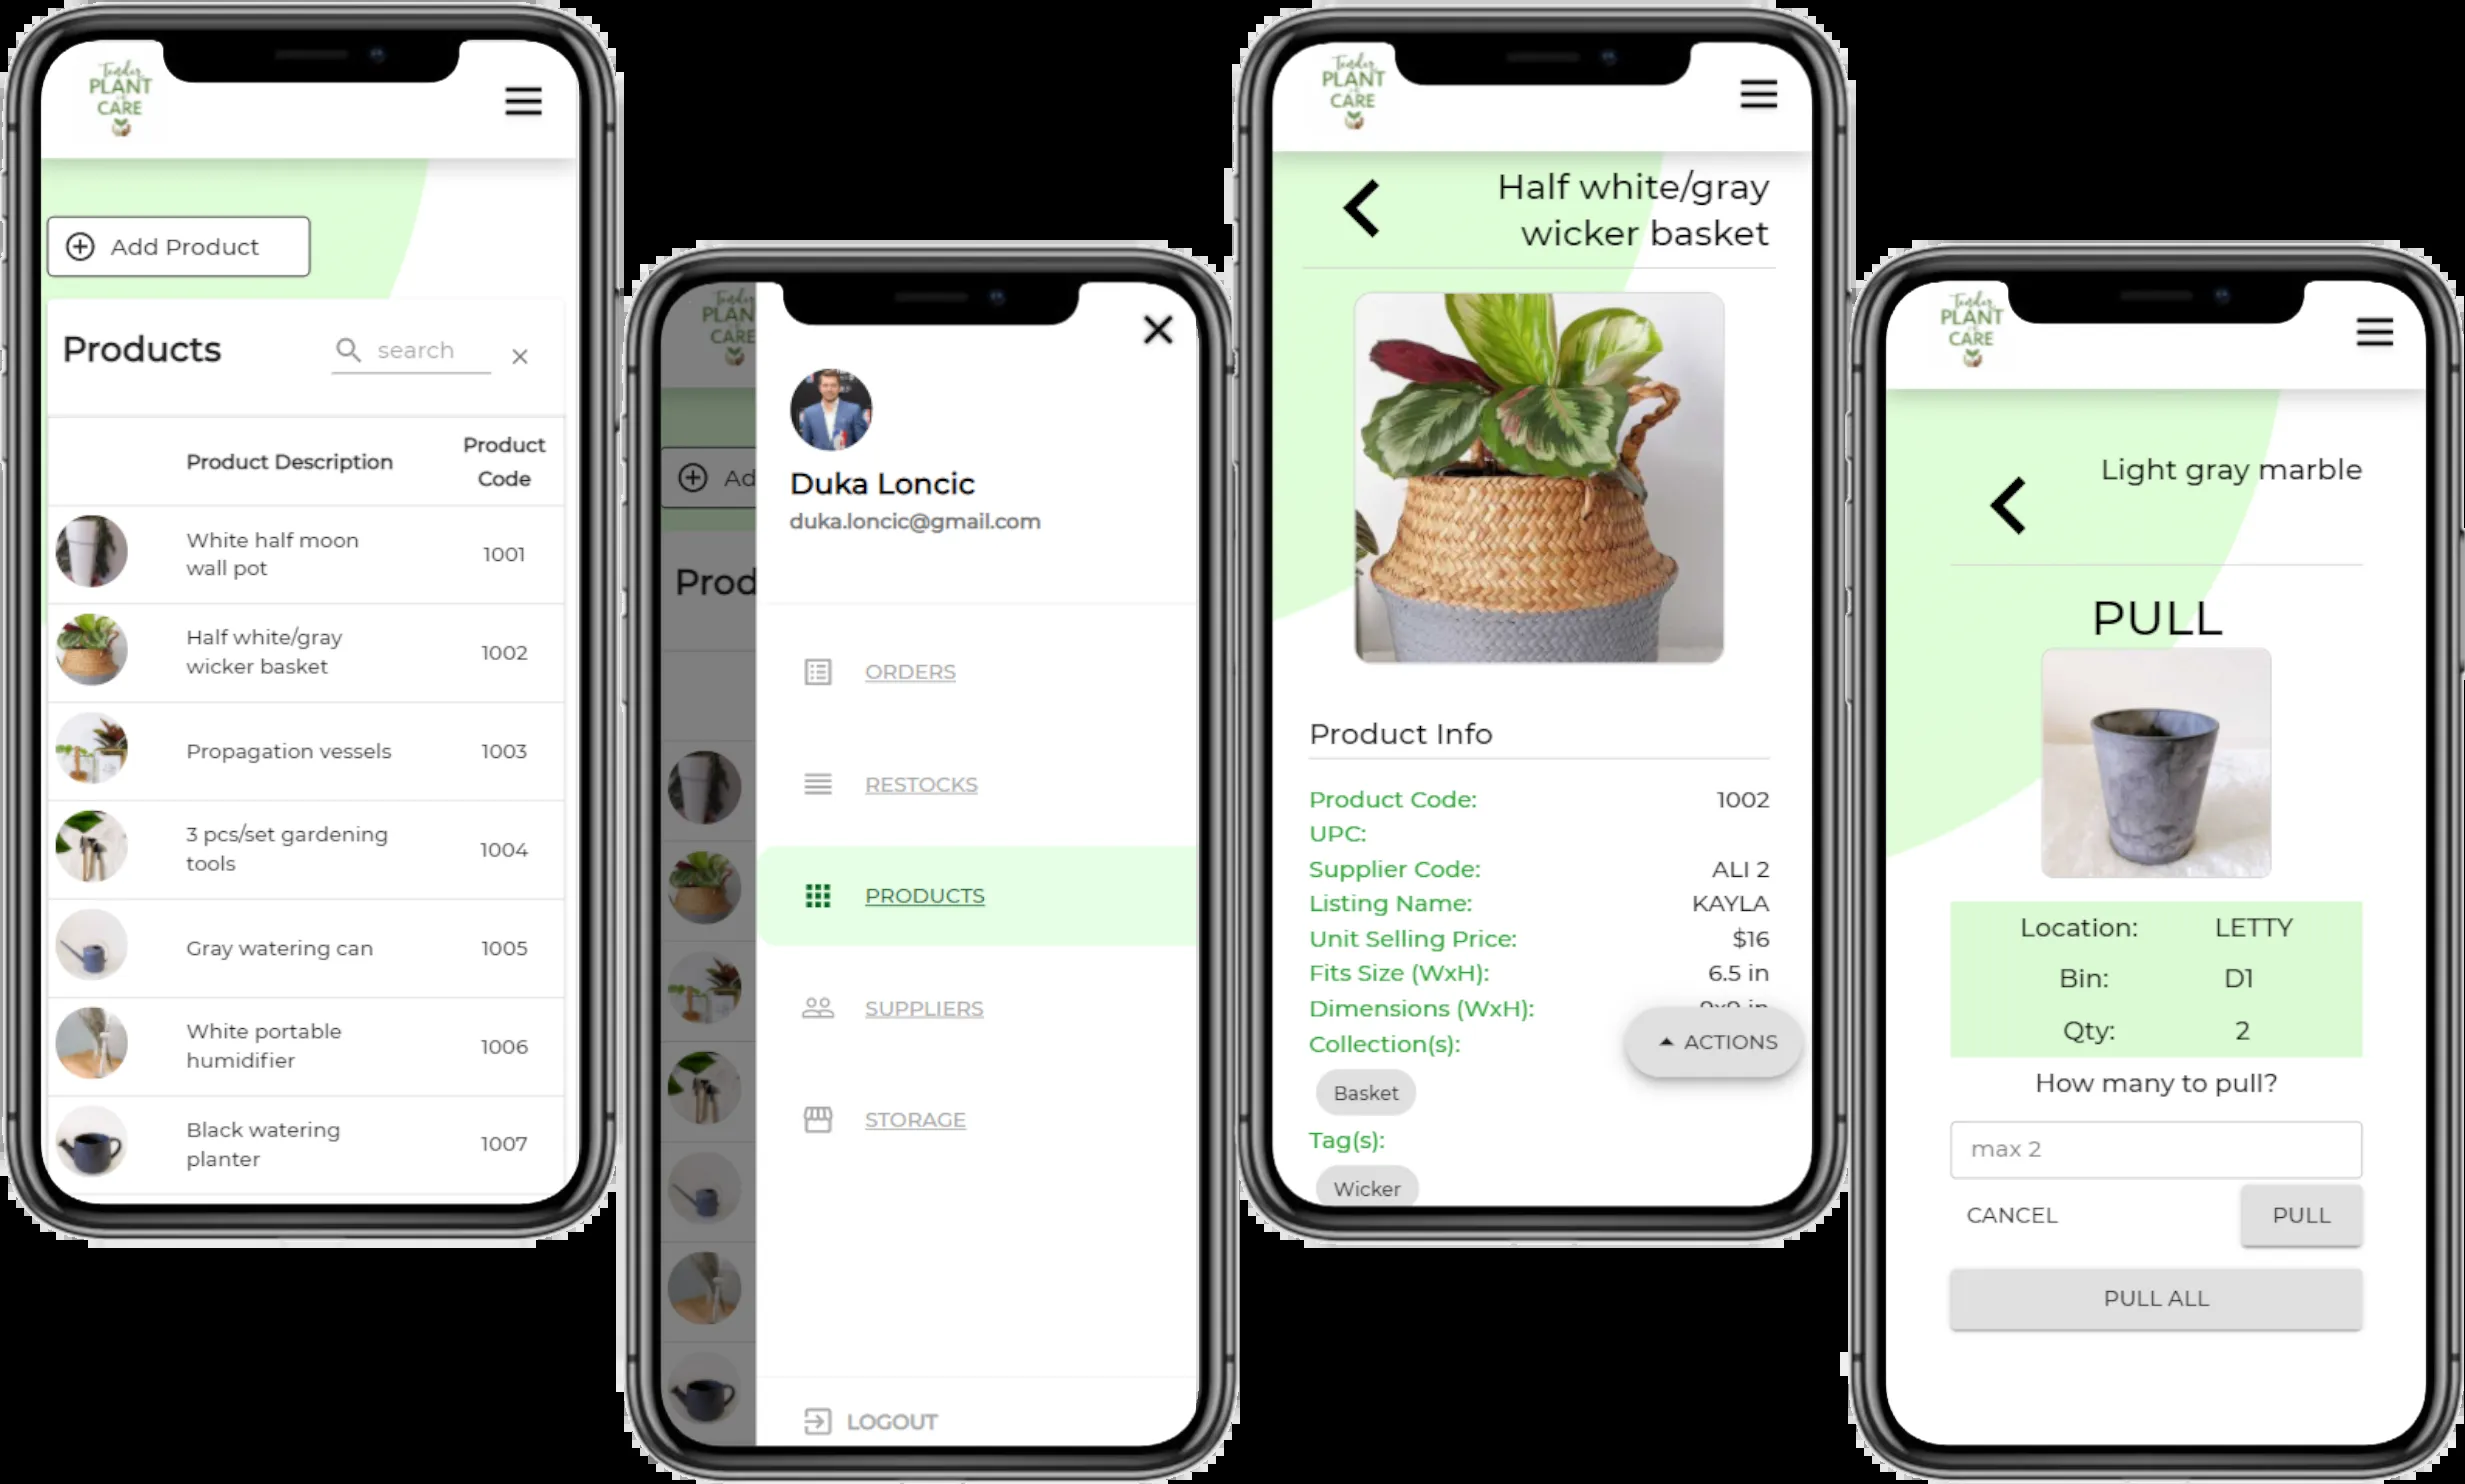 Tender
PLANT
CARE
Add Product
Products
search
Product Description
Product
Code
White half moon
wall pot
1001
Half white/gray
wicker basket
1002
Propagation vessels
1003
3 pcs/set gardening
tools
1004
Gray watering can
1005
White portable
humidifier
1006
Black watering
planter
1007
Tender
PLAN
CARE
Ad
Prod
Duka Loncic
duka.loncic@gmail.com
ORDERS
RESTOCKS
PRODUCTS
SUPPLIERS
STORAGE
LOGOUT
Tender
PLANT
CARE
Half white/gray
wicker basket
Product Info
Product Code: 1002
UPC:
Supplier Code: ALI 2
Listing Name: KAYLA
Unit Selling Price: $16
Fits Size (WxH): 6.5 in
Dimensions (WxH):
Collection(s):
ACTIONS
Basket
Tag(s):
Wicker
Tender
PLANT
CARE
Light gray marble
PULL
Location: LETTY
Bin: D1
Qty: 2
How many to pull?
max 2
CANCEL
PULL
PULL ALL